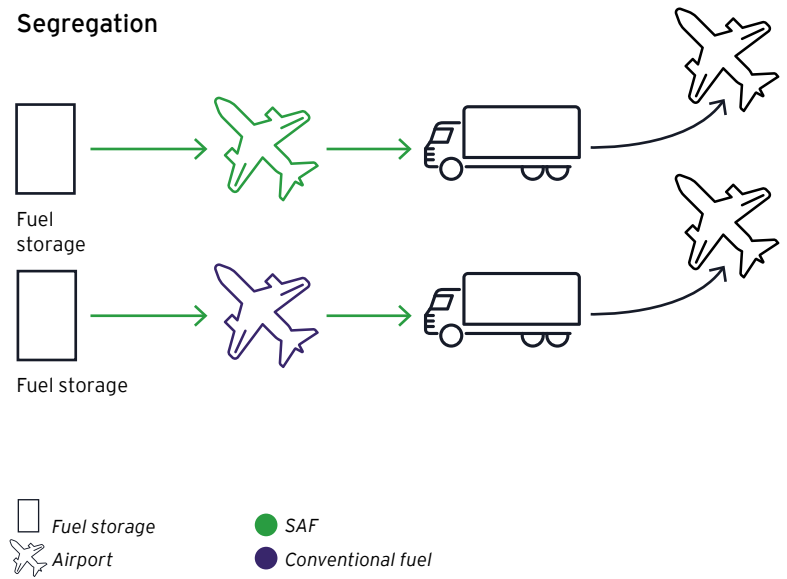 Segregation
Fuel
storage
Fuel storage
Fuel storage
Airport
SAF
Conventional fuel